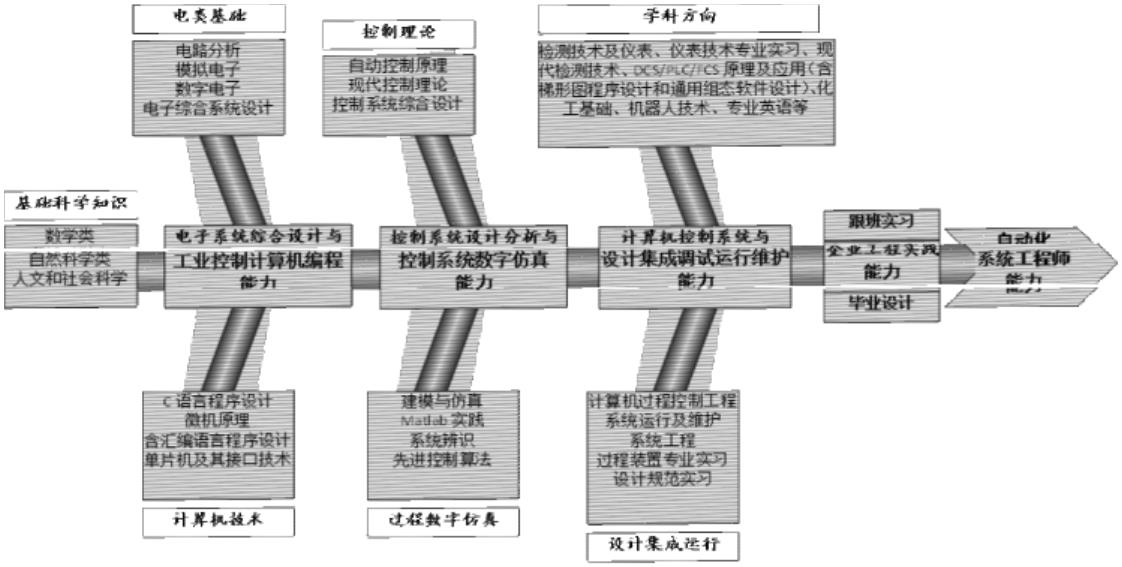 电类基础
电路分析
模拟电子
数字电子
电子综合系统设计
控制理论
自动控制原理
现代控制理论
控制系统综合设计
学科方向
检测技术及仪表、仪表技术专业实习、现
代检测技术、DCS/PLC/FCS 原理及应用（含
梯形图程序设计和通用组态软件设计）、化
工基础、机器人技术、专业英语等
基础科学知识
数学类
自然科学类
人文和社会科学
电子系统综合设计与
工业控制计算机编程
能力
控制系统设计分析与
控制系统数字仿真
能力
计算机控制系统与
设计集成调试运行维护
能力
跟班实习
企业工程实践
能力
毕业设计
自动化
系统工程师
能力
C 语言程序设计
微机原理
含汇编语言程序设计
单片机及其接口技术
计算机技术
建模与仿真
Matlab 实践
系统辨识
先进控制算法
过程数字仿真
计算机过程控制工程
系统运行及维护
系统工程
过程装置专业实习
设计规范实习
设计集成运行